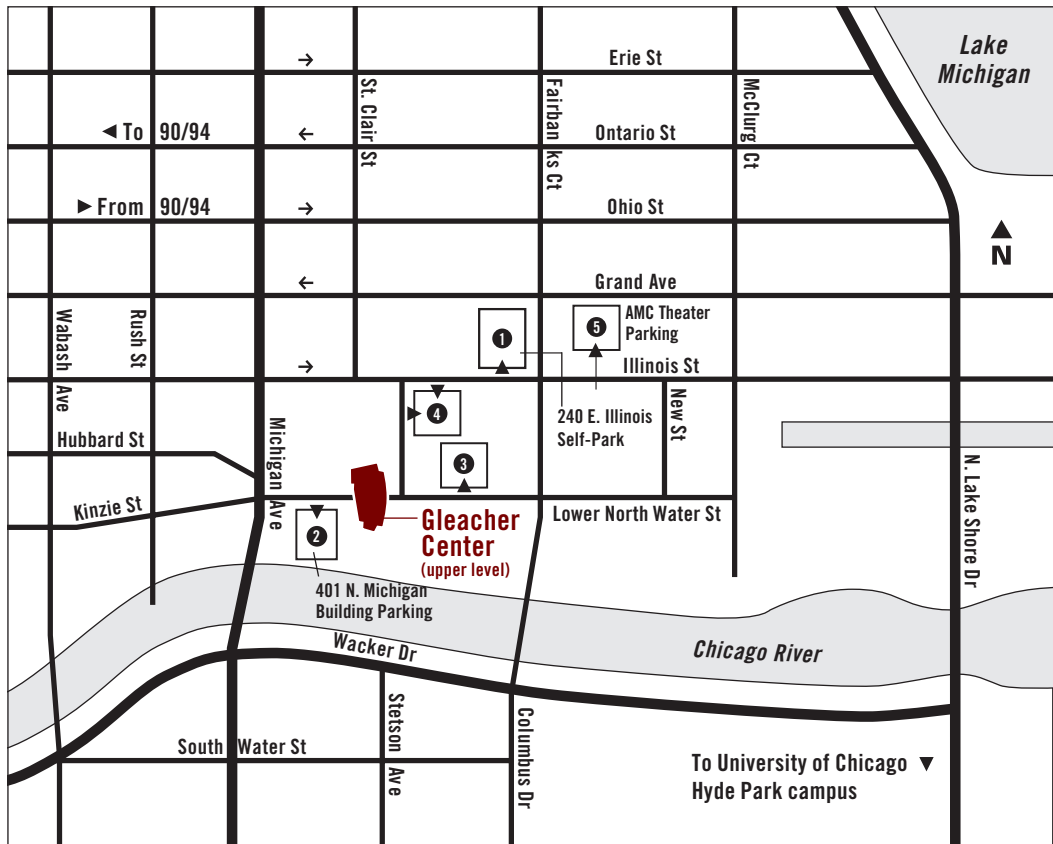 Erie St
Lake
Michigan
St. Clair St
Fairbanks Ct
McClurg Ct
◄ To 90/94
Ontario St
► From 90/94
Ohio St
N
Grand Ave
Wabash Ave
Rush St
1
5
AMC Theater
Parking
Illinois St
4
240 E. Illinois
Self-Park
New St
Michigan Ave
Hubbard St
3
N. Lake Shore Dr
Kinzie St
Lower North Water St
2
Gleacher
Center
(upper level)
401 N. Michigan
Building Parking
Wacker Dr
Chicago River
Stetson Ave
Columbus Dr
South Water St
To University of Chicago ▼
Hyde Park campus